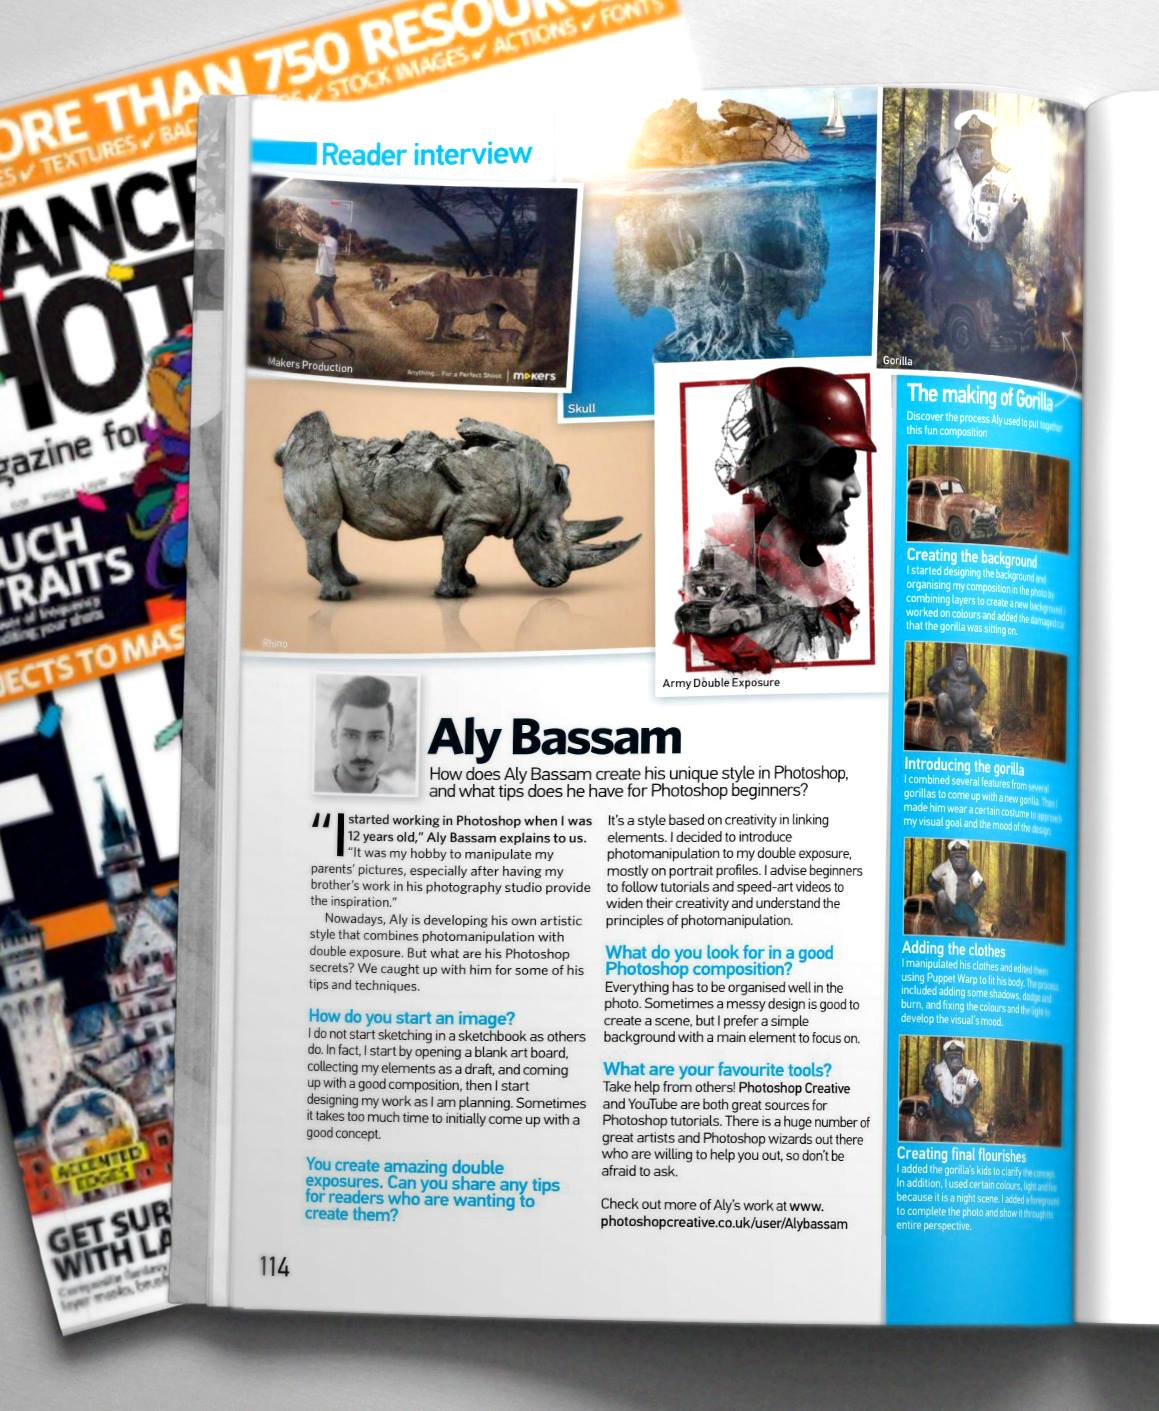 ORE THAN 750 RESOURC
ES ✓ TEXTURES ✓ BAC
✓ STOCK IMAGES ✓ ACTIONS ✓ FONTS
VANCE
HOT
gazine for
UCH
TRAITS
JECTS TO MAS
FI
ACCENTED
EDGES
GET SUR
WITH LA
Reader interview
Makers Production
Anything... For a Perfect Shoot
makers
Skull
Gorilla
Rhino
Army Double Exposure
Aly Bassam
How does Aly Bassam create his unique style in Photoshop,
and what tips does he have for Photoshop beginners?
“I started working in Photoshop when I was
12 years old,” Aly Bassam explains to us.
“It was my hobby to manipulate my
parents’ pictures, especially after having my
brother’s work in his photography studio provide
the inspiration.”
Nowadays, Aly is developing his own artistic
style that combines photomanipulation with
double exposure. But what are his Photoshop
secrets? We caught up with him for some of his
tips and techniques.
How do you start an image?
I do not start sketching in a sketchbook as others
do. In fact, I start by opening a blank art board,
collecting my elements as a draft, and coming
up with a good composition, then I start
designing my work as I am planning. Sometimes
it takes too much time to initially come up with a
good concept.
You create amazing double
exposures. Can you share any tips
for readers who are wanting to
create them?
It’s a style based on creativity in linking
elements. I decided to introduce
photomanipulation to my double exposure,
mostly on portrait profiles. I advise beginners
to follow tutorials and speed-art videos to
widen their creativity and understand the
principles of photomanipulation.
What do you look for in a good
Photoshop composition?
Everything has to be organised well in the
photo. Sometimes a messy design is good to
create a scene, but I prefer a simple
background with a main element to focus on.
What are your favourite tools?
Take help from others! Photoshop Creative
and YouTube are both great sources for
Photoshop tutorials. There is a huge number of
great artists and Photoshop wizards out there
who are willing to help you out, so don’t be
afraid to ask.
Check out more of Aly’s work at www.
photoshopcreative.co.uk/user/Alybassam
The making of Gorilla
Discover the process Aly used to put together
this fun composition
Creating the background
I started designing the background and
organising my composition in the photo by
combining layers to create a new background. I
worked on colours and added the damaged car
that the gorilla was sitting on.
Introducing the gorilla
I combined several features from several
gorillas to come up with a new gorilla. Then I
made him wear a certain costume to approach
my visual goal and the mood of the design.
Adding the clothes
I manipulated his clothes and edited them
using Puppet Warp to fit his body. The process
included adding some shadows, dodge and
burn, and fixing the colours and the light to
develop the visual’s mood.
Creating final flourishes
I added the gorilla’s kids to clarify the concept.
In addition, I used certain colours, light and fire
because it is a night scene. I added a foreground
to complete the photo and show it through its
entire perspective.
114